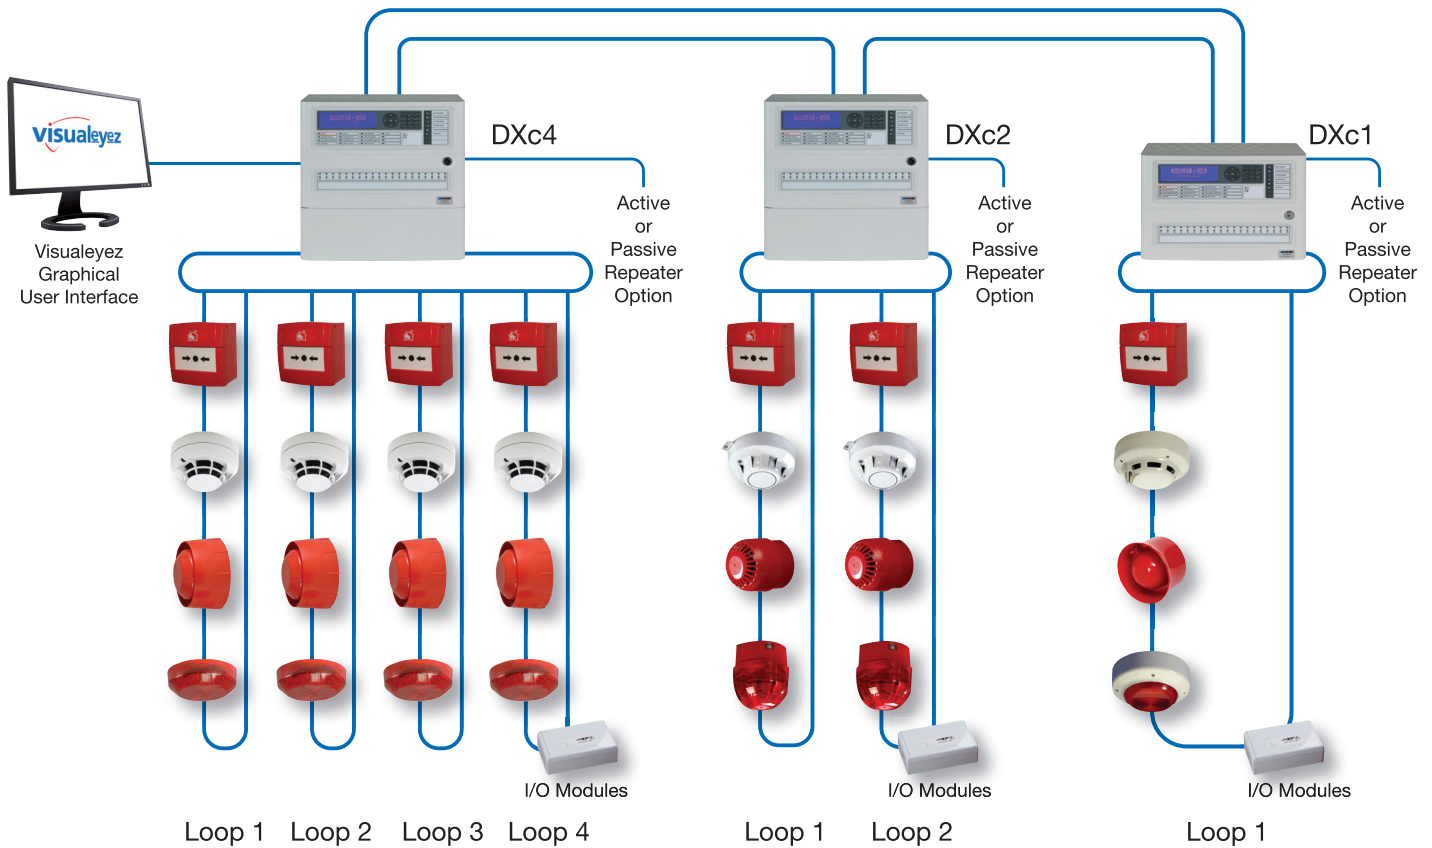 visualeyez
Visualeyez
Graphical
User Interface
DXc4
Active
or
Passive
Repeater
Option
DXc2
Active
or
Passive
Repeater
Option
DXc1
Active
or
Passive
Repeater
Option
I/O Modules
I/O Modules
I/O Modules
Loop 1
Loop 2
Loop 3
Loop 4
Loop 1
Loop 2
Loop 1